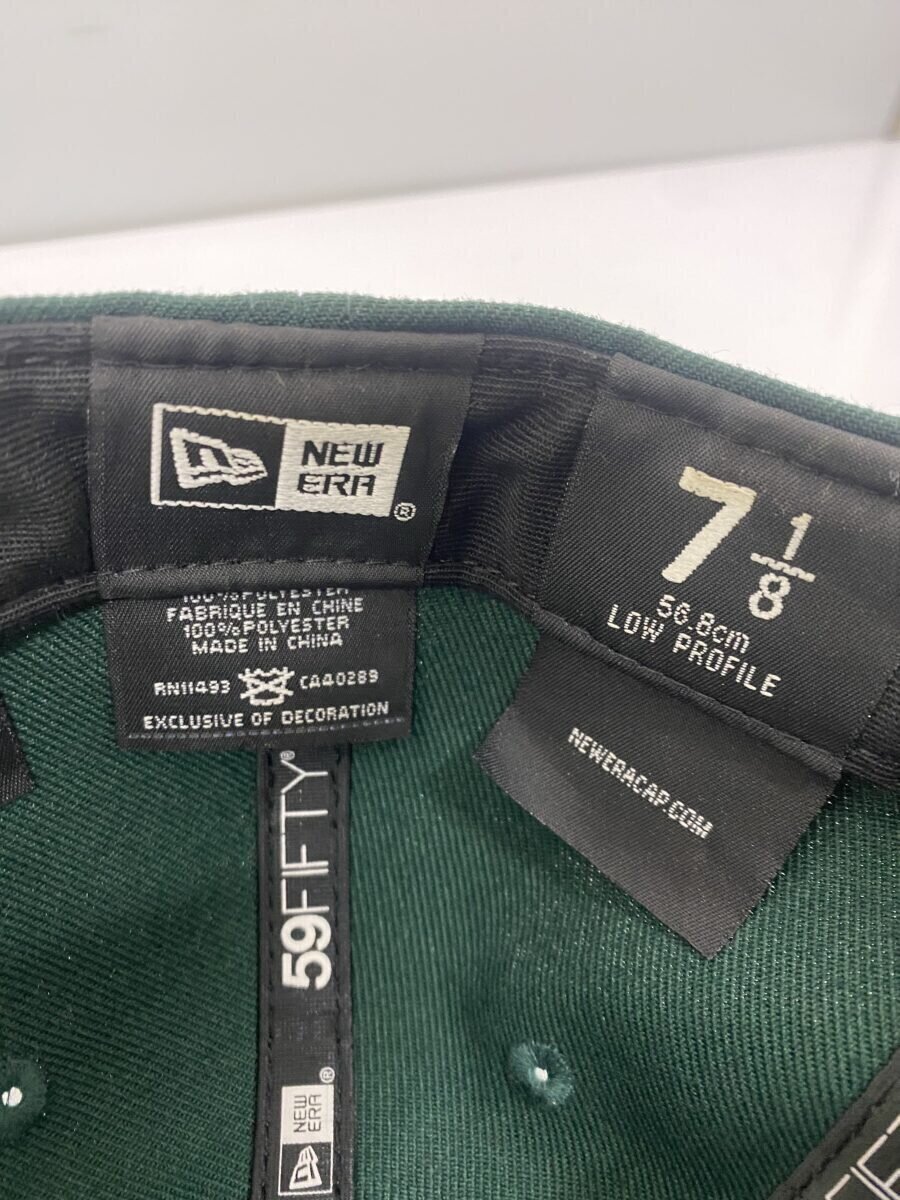 NEW
ERA
®
100% POLYESTER
FABRIQUE EN CHINE
100% POLYESTER
MADE IN CHINA
RN11493 CA40289
EXCLUSIVE OF DECORATION
7 1/8
56.8cm
LOW PROFILE
NEWERACAP.COM
59FIFTY®
NEW
ERA
®